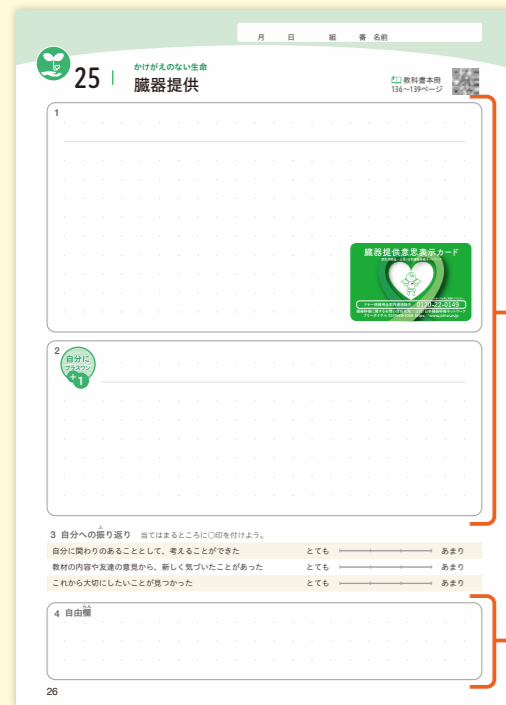 月 日 組 番 名前
25
かけがえのない生命
臓器提供
教科書本冊
136〜139ページ
1
臓器提供意思表示カード
0120-22-0149
2
自分に
プラスワン
+1
3 自分への振り返り 当てはまるところに○印を付けよう。
ふ
自分に関わりのあることとして、考えることができた とても あまり
教材の内容や友達の意見から、新しく気づいたことがあった とても あまり
これから大切にしたいことが見つかった とても あまり
4 自由欄
らん
26